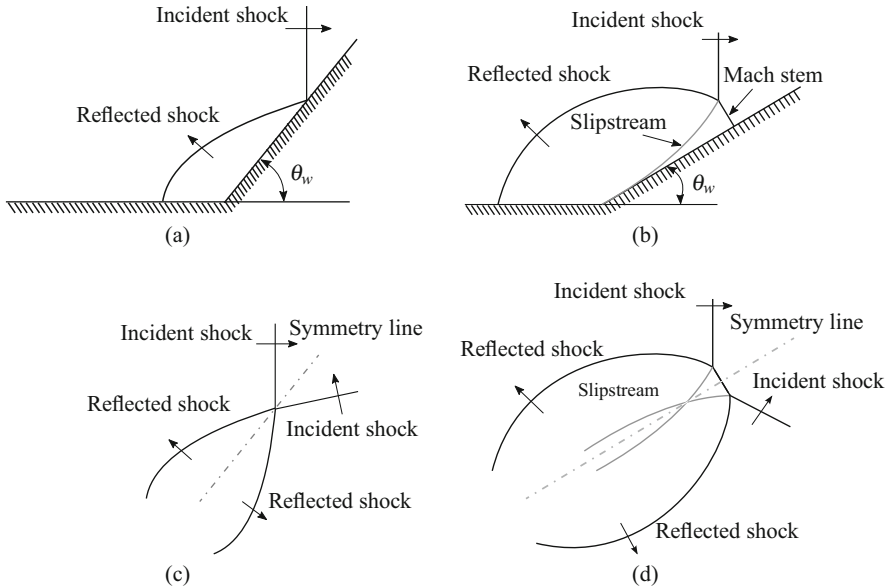 Incident shock
Reflected shock
θw
(a)
Incident shock
Reflected shock
Mach stem
Slipstream
θw
(b)
Incident shock
Symmetry line
Reflected shock
Incident shock
Reflected shock
(c)
Incident shock
Symmetry line
Reflected shock
Slipstream
Incident shock
Reflected shock
(d)